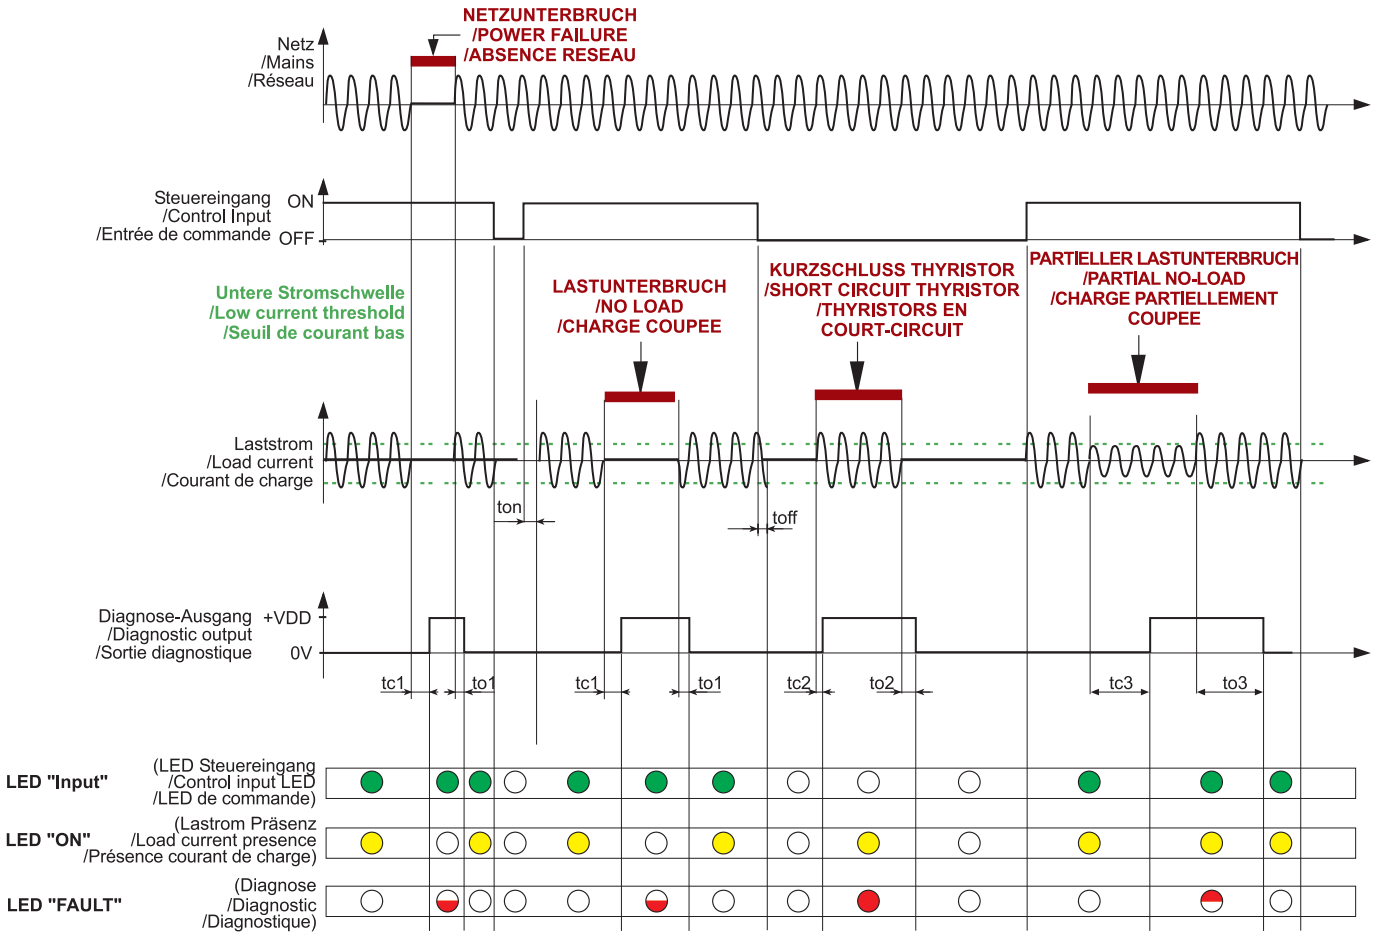 NETZUNTERBRUCH
/POWER FAILURE
/ABSENCE RESEAU
Netz
/Mains
/Réseau
Steuereingang
/Control Input
/Entrée de commande
ON
OFF
Untere Stromschwelle
/Low current threshold
/Seuil de courant bas
LASTUNTERBRUCH
/NO LOAD
/CHARGE COUPEE
KURZSCHLUSS THYRISTOR
/SHORT CIRCUIT THYRISTOR
/THYRISTORS EN
COURT-CIRCUIT
PARTIELLER LASTUNTERBRUCH
/PARTIAL NO-LOAD
/CHARGE PARTIELLEMENT
COUPEE
Laststrom
/Load current
/Courant de charge
ton
toff
Diagnose-Ausgang
/Diagnostic output
/Sortie diagnostique
+VDD
0V
tc1
to1
tc1
to1
tc2
to2
tc3
to3
LED "Input"
(LED Steuereingang
/Control input LED
/LED de commande)
LED "ON"
(Lastrom Präsenz
/Load current presence
/Présence courant de charge)
LED "FAULT"
(Diagnose
/Diagnostic
/Diagnostique)